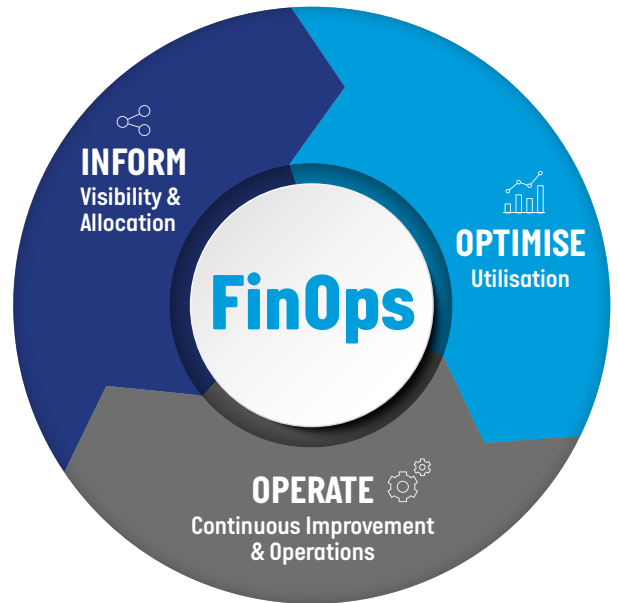 INFORM
Visibility &
Allocation
OPTIMISE
Utilisation
FinOps
OPERATE
Continuous Improvement
& Operations